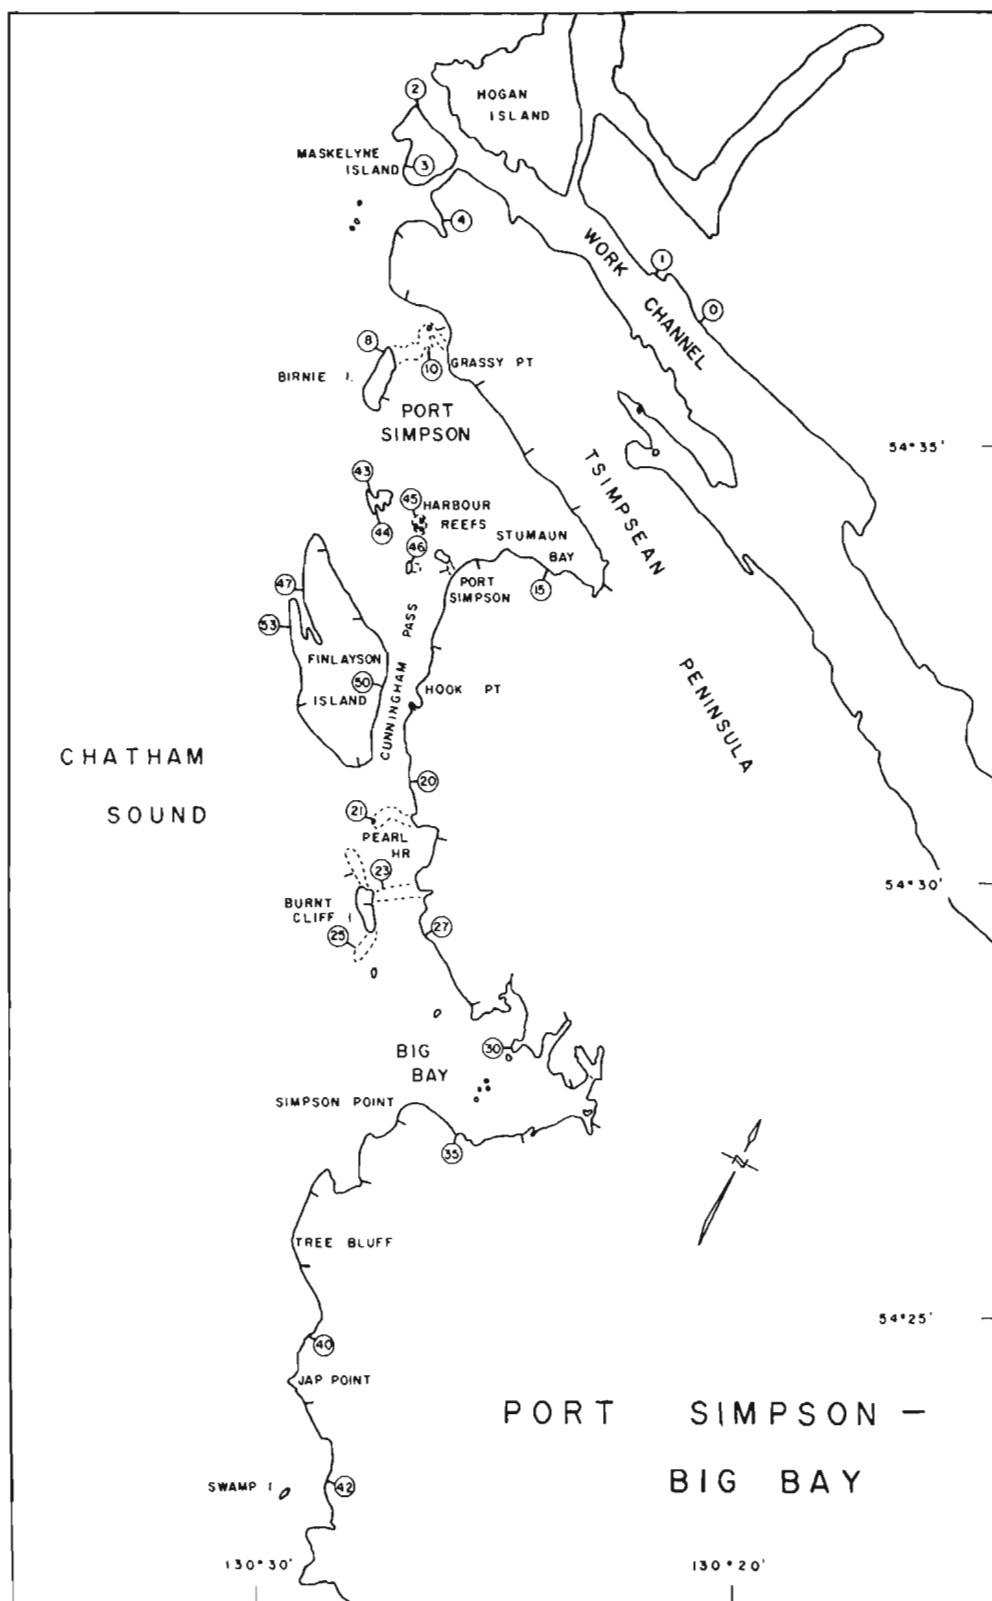 2
HOGAN
ISLAND
MASKELYNE
ISLAND
3
4
WORK
CHANNEL
1
0
8
10
GRASSY PT
BIRNIE I.
PORT
SIMPSON
54°35'
43
45
HARBOUR
REEFS
44
46
STUMAUN
BAY
TSIMPSEAN
PENINSULA
47
15
PORT
SIMPSON
53
CUNNINGHAM PASS
FINLAYSON
ISLAND
50
HOOK PT
CHATHAM
SOUND
20
21
PEARL
HR
23
54°30'
BURNT
CLIFF I
25
27
BIG
BAY
30
SIMPSON POINT
35
N
TREE BLUFF
54°25'
40
JAP POINT
PORT SIMPSON –
BIG BAY
SWAMP I
42
130°30'
130°20'